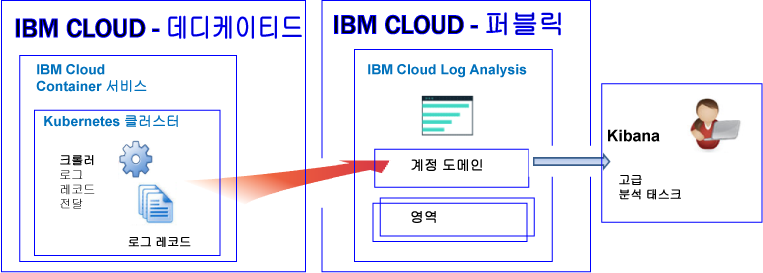 IBM CLOUD - 데디케이티드
IBM Cloud
Container 서비스
Kubernetes 클러스터
크롤러
로그
레코드
전달
로그 레코드
IBM CLOUD - 퍼블릭
IBM Cloud Log Analysis
계정 도메인
영역
Kibana
고급
분석 태스크